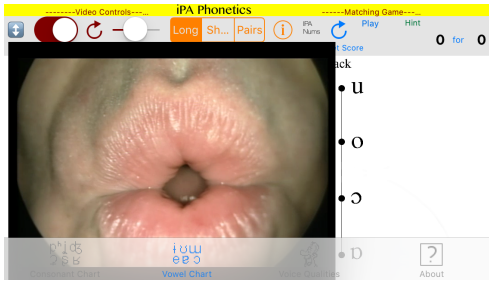 --------Video Controls---...
iPA Phonetics
------Matching Game---...
Long
Sh...
Pairs
i
IPA
Nums
Play
Hint
t Score
0 for 0
ack
u
o
ɔ
ɒ
Consonant Chart
Vowel Chart
Voice Qualities
?
About